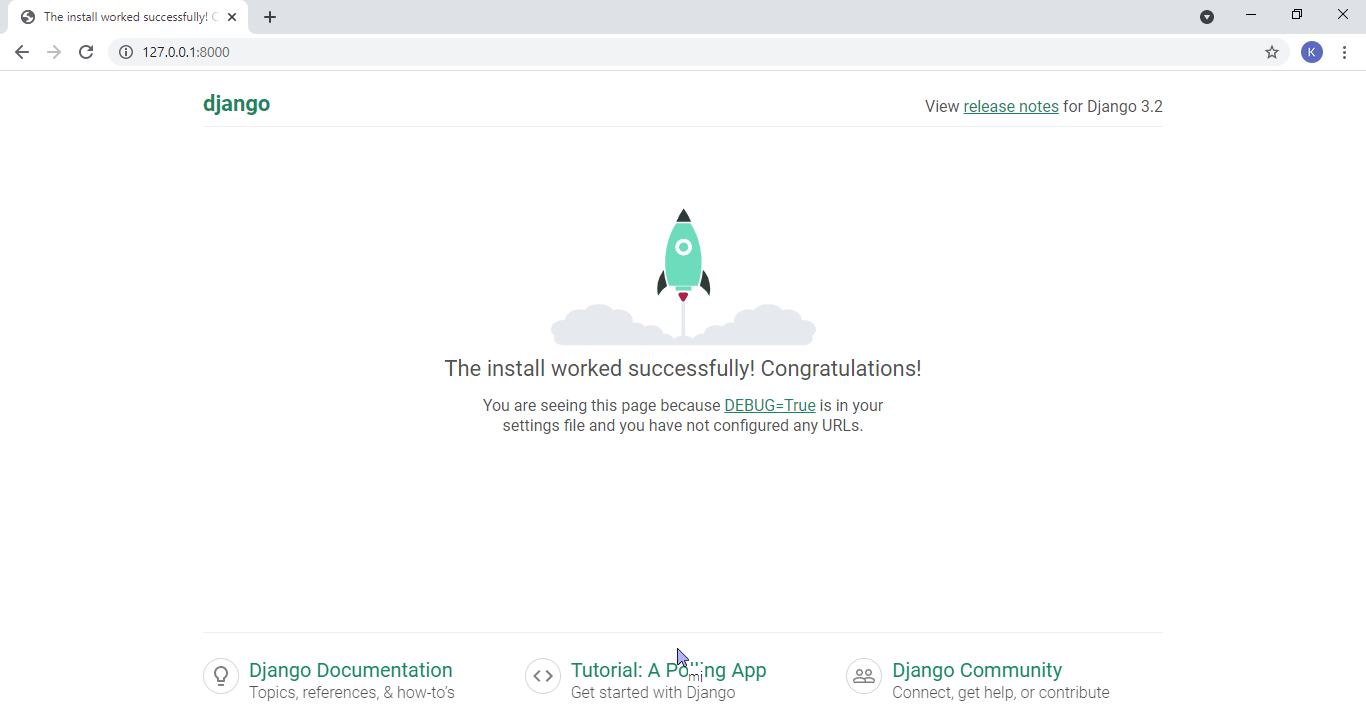 The install worked successfully!
127.0.0.1:8000
K
django
View release notes for Django 3.2
The install worked successfully! Congratulations!
You are seeing this page because DEBUG=True is in your
settings file and you have not configured any URLs.
Django Documentation
Topics, references, & how-to's
Tutorial: A Polling App
mi
Get started with Django
Django Community
Connect, get help, or contribute